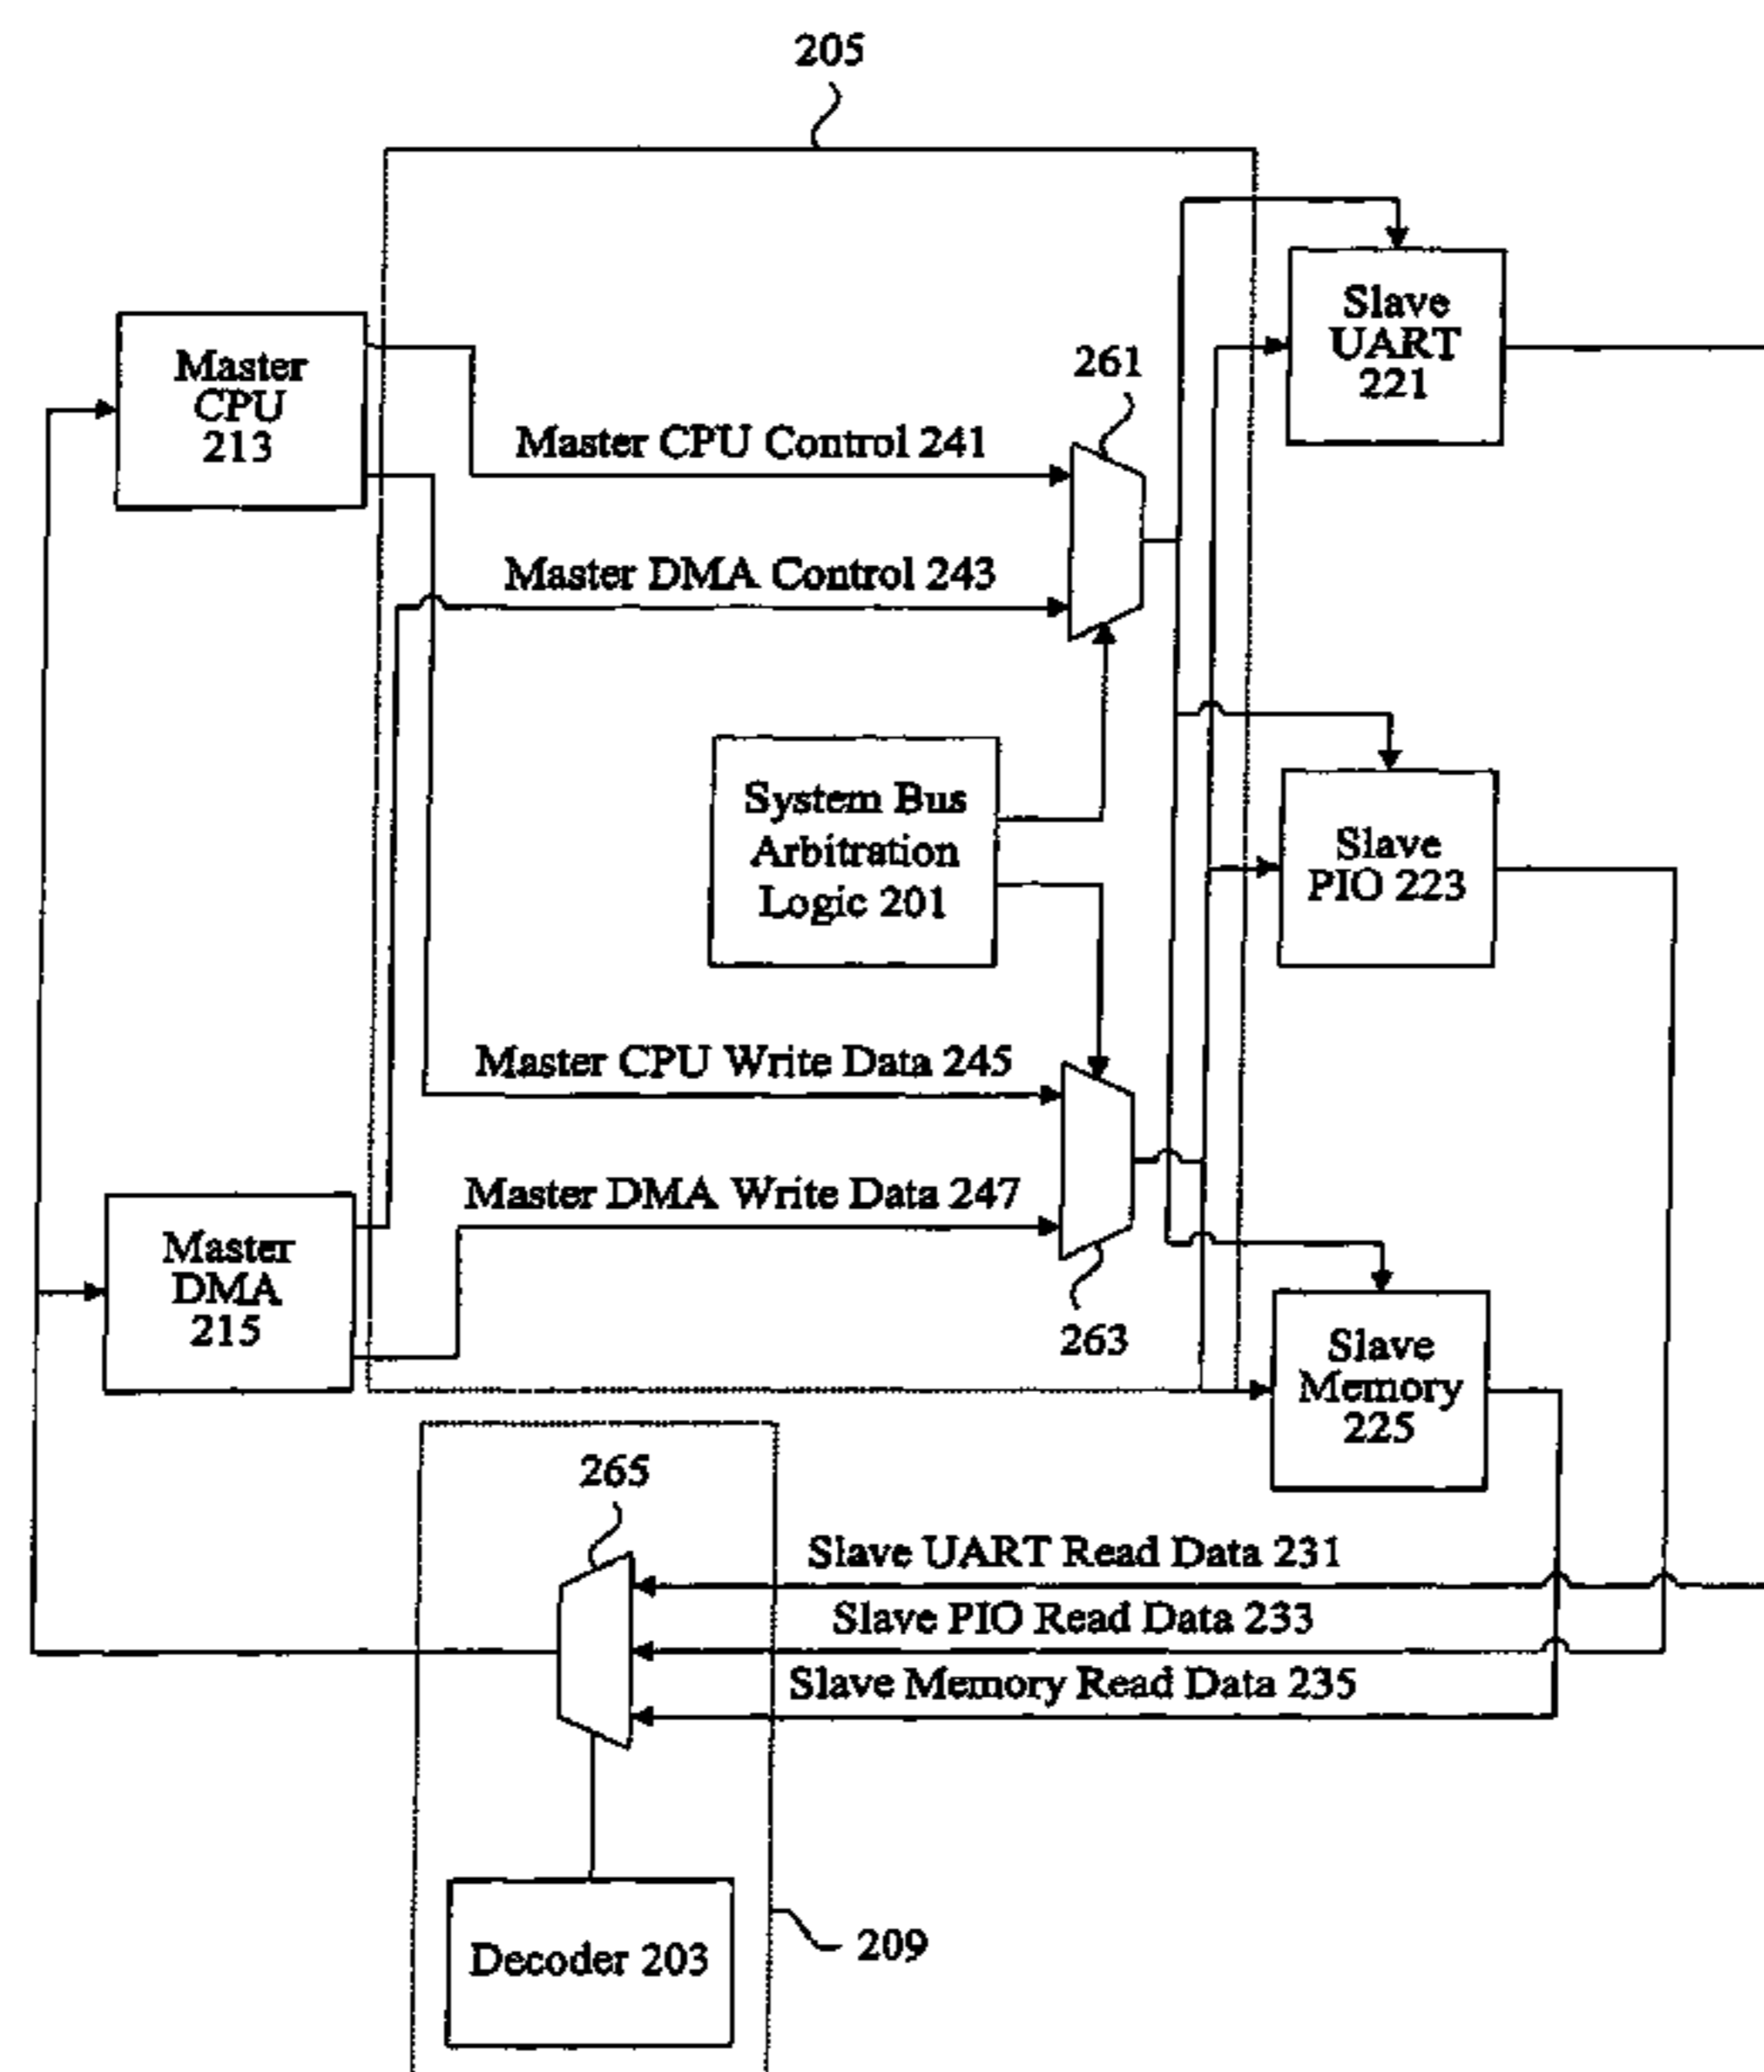 205
Slave
UART
221
Master
CPU
213
261
Master CPU Control 241
Master DMA Control 243
System Bus
Arbitration
Logic 201
Slave
PIO 223
Master CPU Write Data 245
Master DMA Write Data 247
Master
DMA
215
263
Slave
Memory
225
265
Slave UART Read Data 231
Slave PIO Read Data 233
Slave Memory Read Data 235
Decoder 203
209